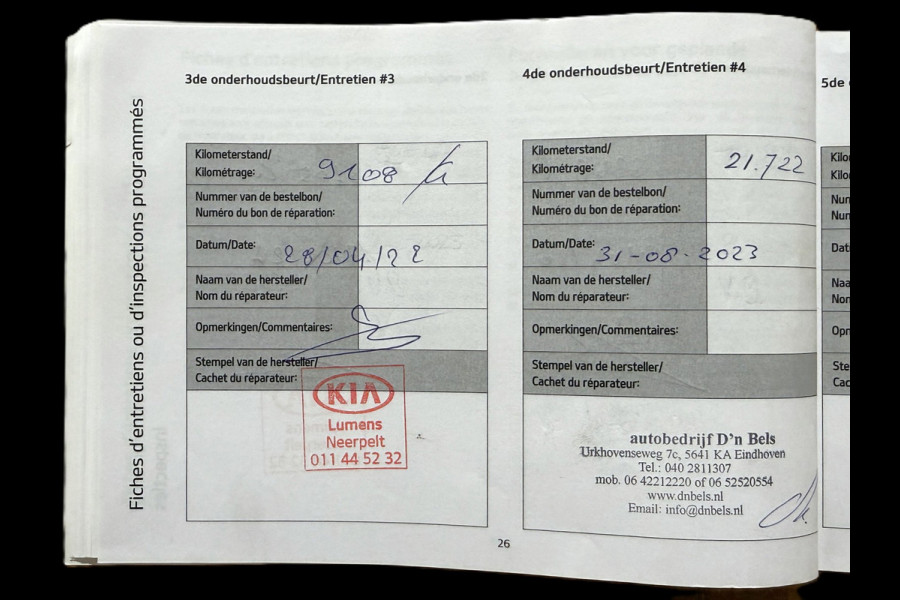 Fiches d'entretiens ou d'inspections programmés
3de onderhoudsbeurt/Entretien #3
Kilometerstand/
Kilométrage: 9108
Nummer van de bestelbon/
Numéro du bon de réparation:
Datum/Date: 28/04/22
Naam van de hersteller/
Nom du réparateur:
Opmerkingen/Commentaires:
Stempel van de hersteller/
Cachet du réparateur:
KIA
Lumens
Neerpelt
011 44 52 32
4de onderhoudsbeurt/Entretien #4
Kilometerstand/
Kilométrage: 21.722
Nummer van de bestelbon/
Numéro du bon de réparation:
Datum/Date: 31-08-2023
Naam van de hersteller/
Nom du réparateur:
Opmerkingen/Commentaires:
Stempel van de hersteller/
Cachet du réparateur:
autobedrijf D'n Bels
Urkhovenseweg 7c, 5641 KA Eindhoven
Tel.: 040 2811307
mob. 06 42212220 of 06 52520554
www.dnbels.nl
Email: info@dnbels.nl
26
5de